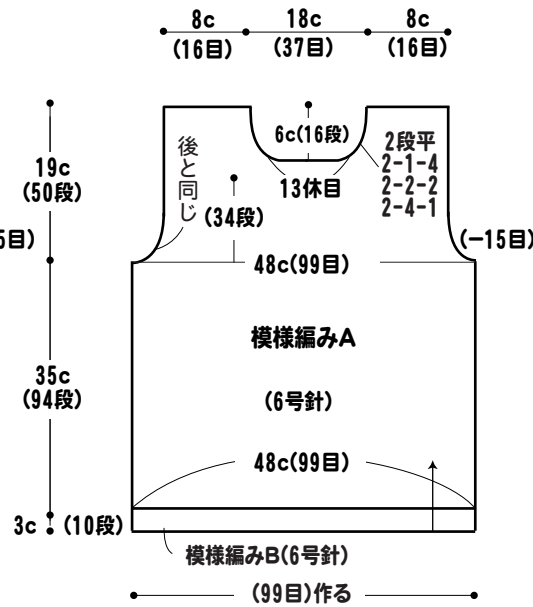 8c 18c 8c
(16目) (37目) (16目)
6c(16段)
2段平
2-1-4
2-2-2
2-4-1
後と同じ
19c
(50段)
(34段)
13休目
5目)
(−15目)
48c(99目)
模様編みA
35c
(94段)
(6号針)
48c(99目)
3c (10段)
模様編みB(6号針)
(99目)作る